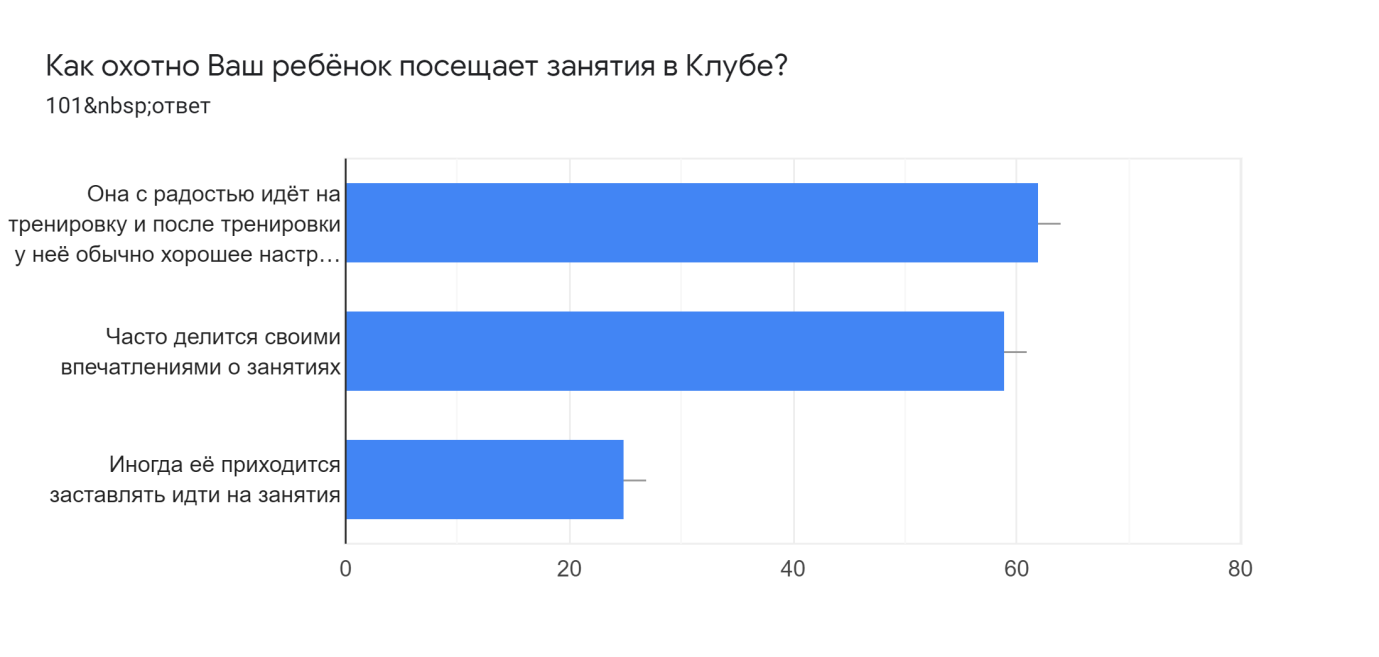 Как охотно Ваш ребёнок посещает занятия в Клубе?
101&nbsp;ответ
Она с радостью идёт на
тренировку и после тренировки
у неё обычно хорошее настр…
Часто делится своими
впечатлениями о занятиях
Иногда её приходится
заставлять идти на занятия
0 20 40 60 80